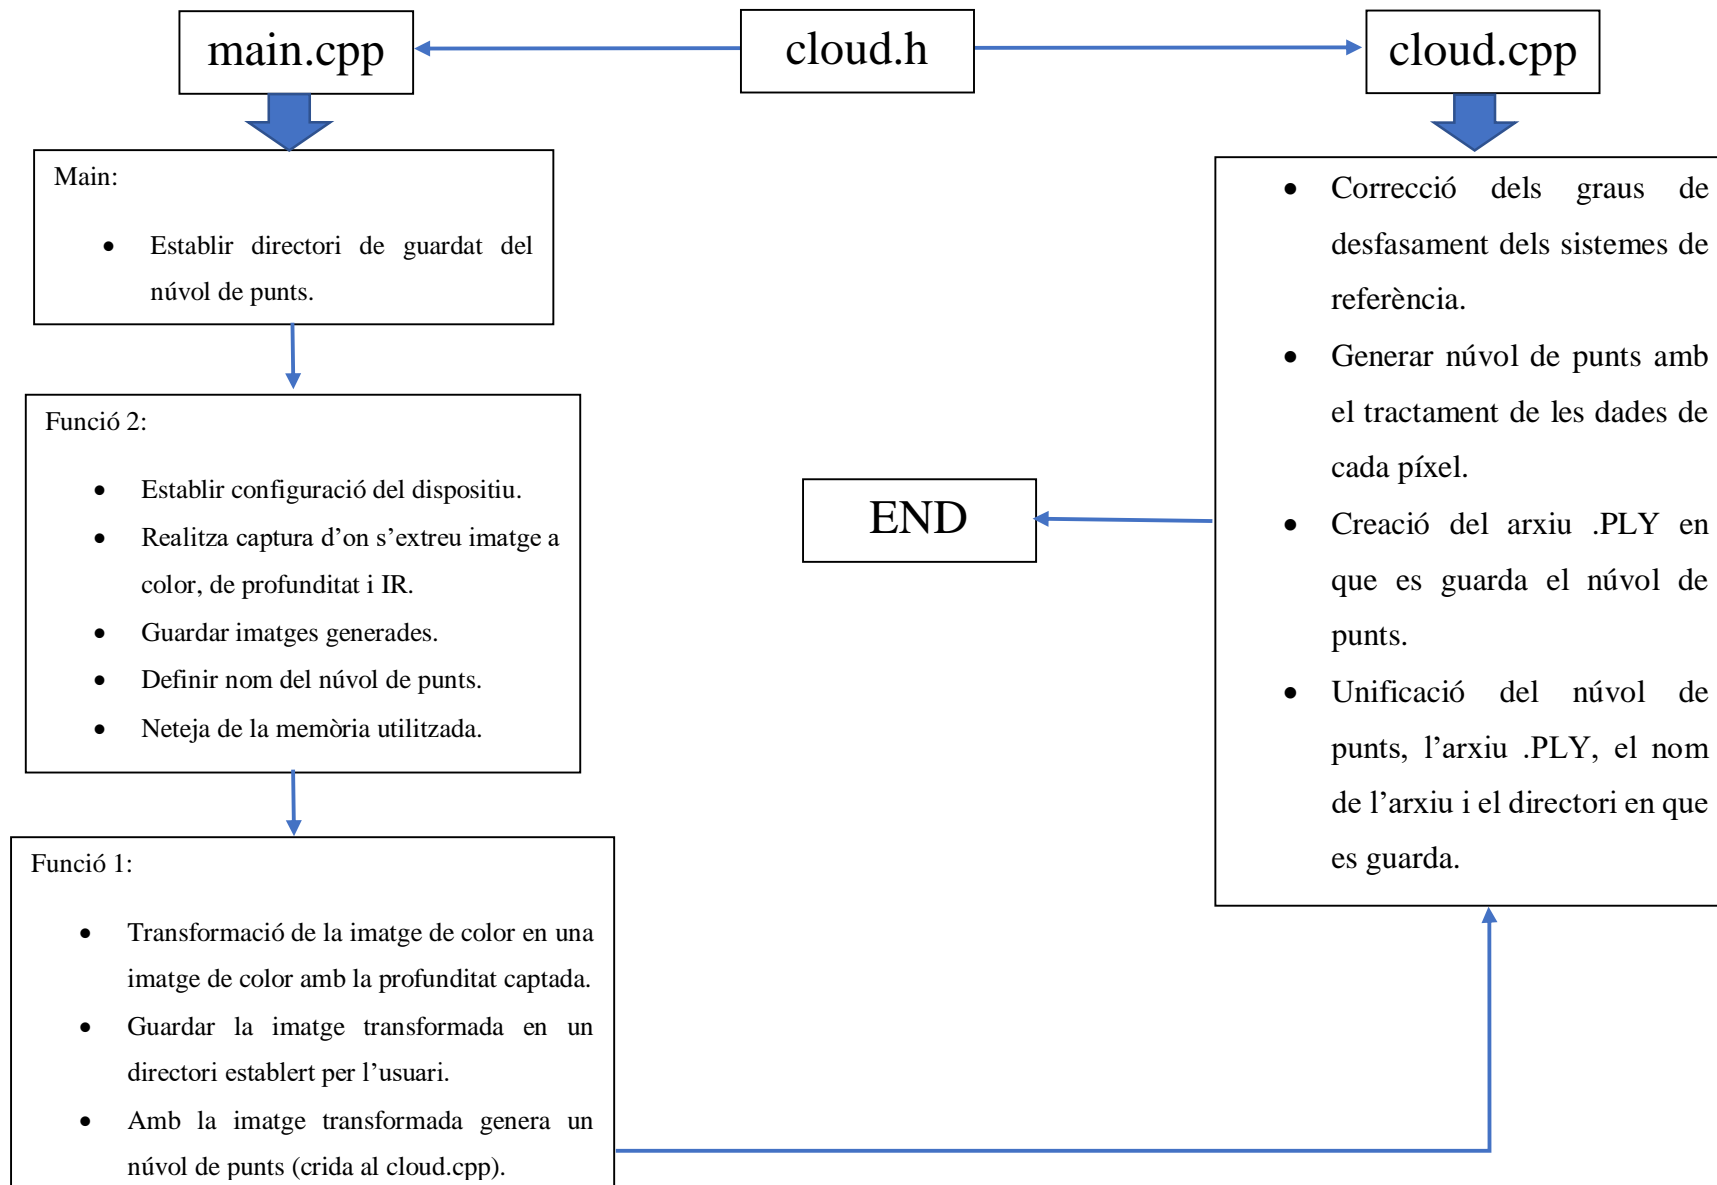 main.cpp
cloud.h
cloud.cpp
Main:
• Establir directori de guardat del
núvol de punts.
Funció 2:
• Establir configuració del dispositiu.
• Realitza captura d’on s’extreu imatge a
color, de profunditat i IR.
• Guardar imatges generades.
• Definir nom del núvol de punts.
• Neteja de la memòria utilitzada.
Funció 1:
• Transformació de la imatge de color en una
imatge de color amb la profunditat captada.
• Guardar la imatge transformada en un
directori establert per l’usuari.
• Amb la imatge transformada genera un
núvol de punts (crida al cloud.cpp).
• Correcció dels graus de
desfasament dels sistemes de
referència.
• Generar núvol de punts amb
el tractament de les dades de
cada píxel.
• Creació del arxiu .PLY en
que es guarda el núvol de
punts.
• Unificació del núvol de
punts, l’arxiu .PLY, el nom
de l’arxiu i el directori en que
es guarda.
END